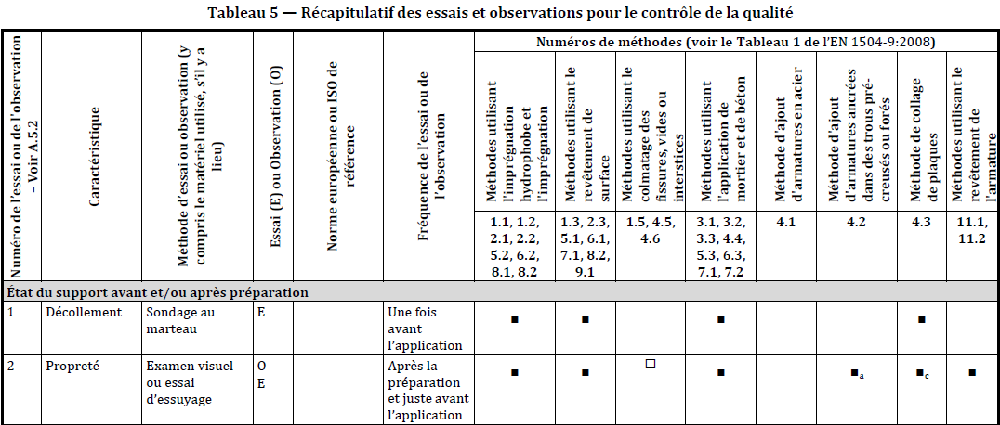 Tableau 5 — Récapitulatif des essais et observations pour le contrôle de la qualité
Numéro de l'essai ou de l'observation
– Voir A.5.2
Caractéristique
Méthode d'essai ou observation (y
compris le matériel utilisé, s'il y a
lieu)
Essai (E) ou Observation (O)
Norme européenne ou ISO de
référence
Fréquence de l'essai ou de
l'observation
Numéros de méthodes (voir le Tableau 1 de l'EN 1504-9:2008)
Méthodes utilisant
l'imprégnation
hydrophobe et
l'imprégnation
Méthodes utilisant le
revêtement de
surface
Méthodes utilisant le
colmatage des
fissures, vides ou
interstices
Méthodes utilisant
l'application de
mortier et de béton
Méthode d'ajout
d'armatures en acier
Méthode d'ajout
d'armatures ancrées
dans des trous pré-
creusés ou forés
Méthode de collage
de plaques
Méthodes utilisant le
revêtement de
l'armature
1.1, 1.2,
2.1, 2.2,
5.2, 6.2,
8.1, 8.2
1.3, 2.3,
5.1, 6.1,
7.1, 8.2,
9.1
1.5, 4.5,
4.6
3.1, 3.2,
3.3, 4.4,
5.3, 6.3,
7.1, 7.2
4.1
4.2
4.3
11.1,
11.2
État du support avant et/ou après préparation
1
Décollement
Sondage au
marteau
E
Une fois
avant
l'application
■
■
■
■
2
Propreté
Examen visuel
ou essai
d'essuyage
O
E
Après la
préparation
et juste avant
l'application
■
■
□
■
■a
■c
■